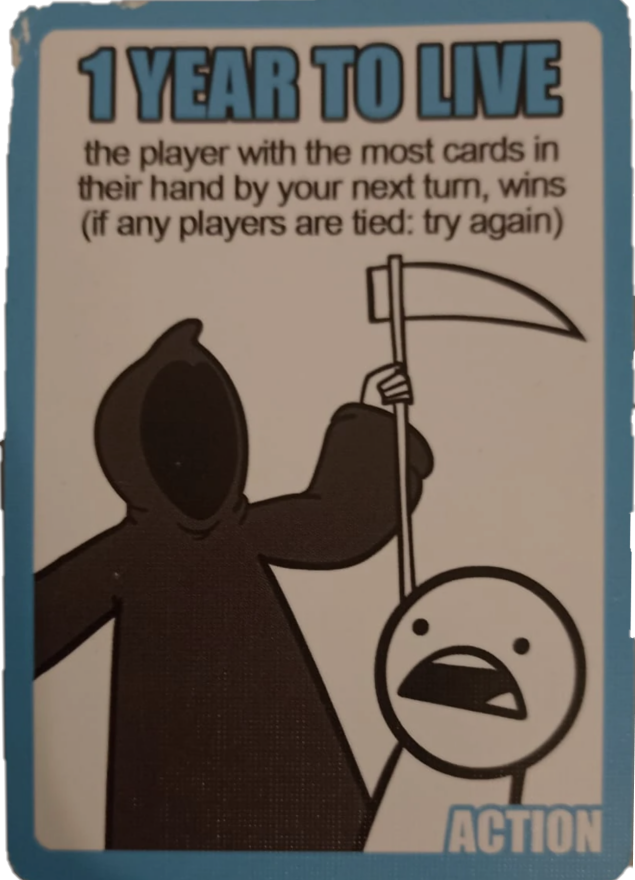 1 YEAR TO LIVE
the player with the most cards in
their hand by your next turn, wins
(if any players are tied: try again)
ACTION